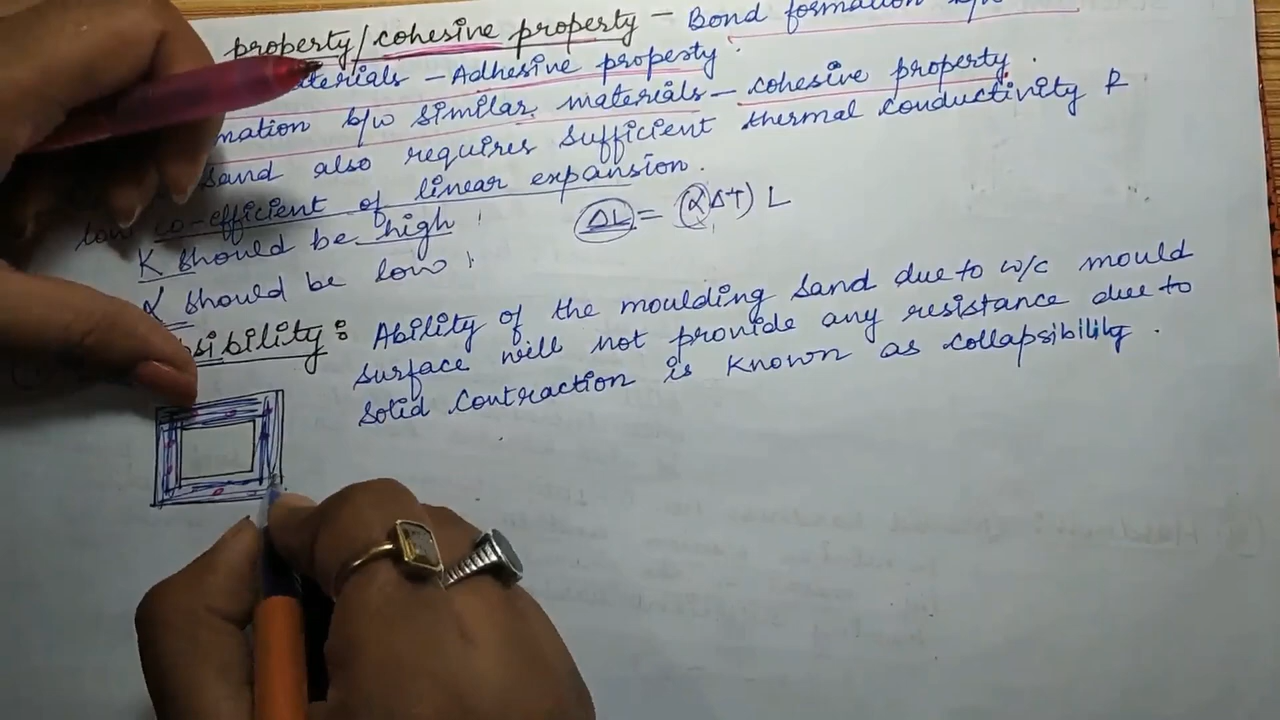 property/cohesive property - Bond formation
materials - Adhesive property.
mation b/w similar materials - cohesive property.
sand also requires sufficient thermal conductivity &
low co-efficient of linear expansion.
ΔL = (αΔT) L
K should be high
α should be low
sibility: Ability of the moulding sand due to w/c mould
surface will not provide any resistance due to
solid contraction is known as collapsibility.